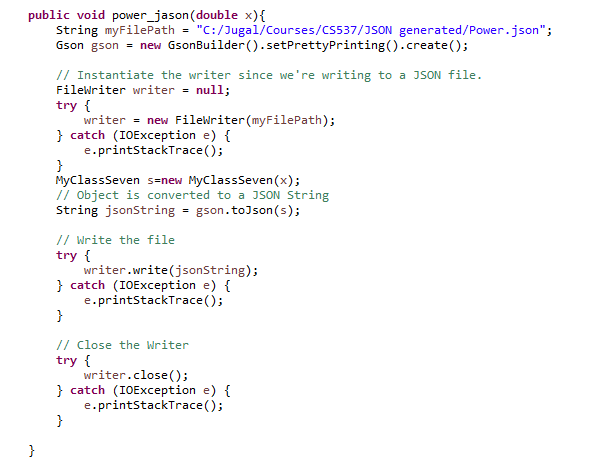 public void power_jason(double x){
    String myFilePath = "C:/Jugal/Courses/CS537/JSON generated/Power.json";
    Gson gson = new GsonBuilder().setPrettyPrinting().create();

    // Instantiate the writer since we're writing to a JSON file.
    FileWriter writer = null;
    try {
        writer = new FileWriter(myFilePath);
    } catch (IOException e) {
        e.printStackTrace();
    }
    MyClassSeven s=new MyClassSeven(x);
    // Object is converted to a JSON String
    String jsonString = gson.toJson(s);

    // Write the file
    try {
        writer.write(jsonString);
    } catch (IOException e) {
        e.printStackTrace();
    }

    // Close the Writer
    try {
        writer.close();
    } catch (IOException e) {
        e.printStackTrace();
    }

}